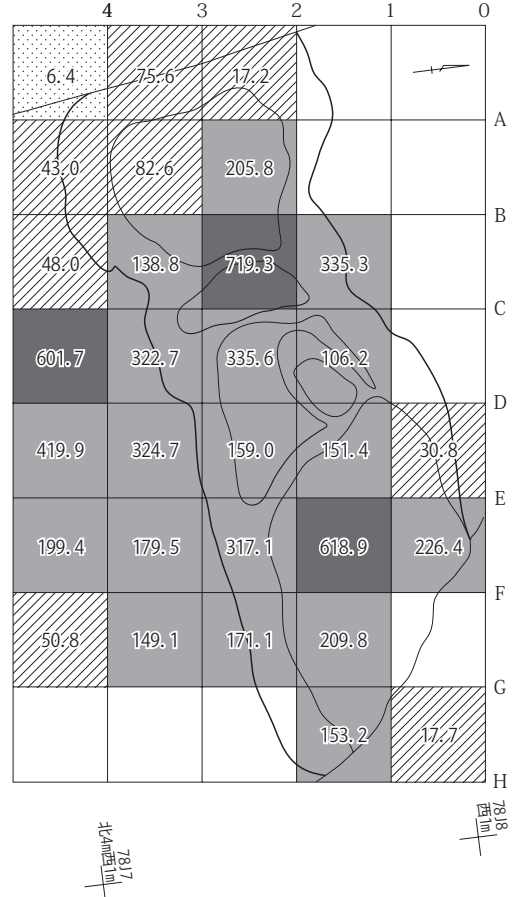 4 3 2 1 0
6.4 75.6 17.2
A
43.0 82.6 205.8
B
48.0 138.8 719.3 335.3
C
601.7 322.7 335.6 106.2
D
419.9 324.7 159.0 151.4 30.8
E
199.4 179.5 317.1 618.9 226.4
F
50.8 149.1 171.1 209.8
G
153.2 17.7
H
78J8
西1m
78J7
北4m西1m